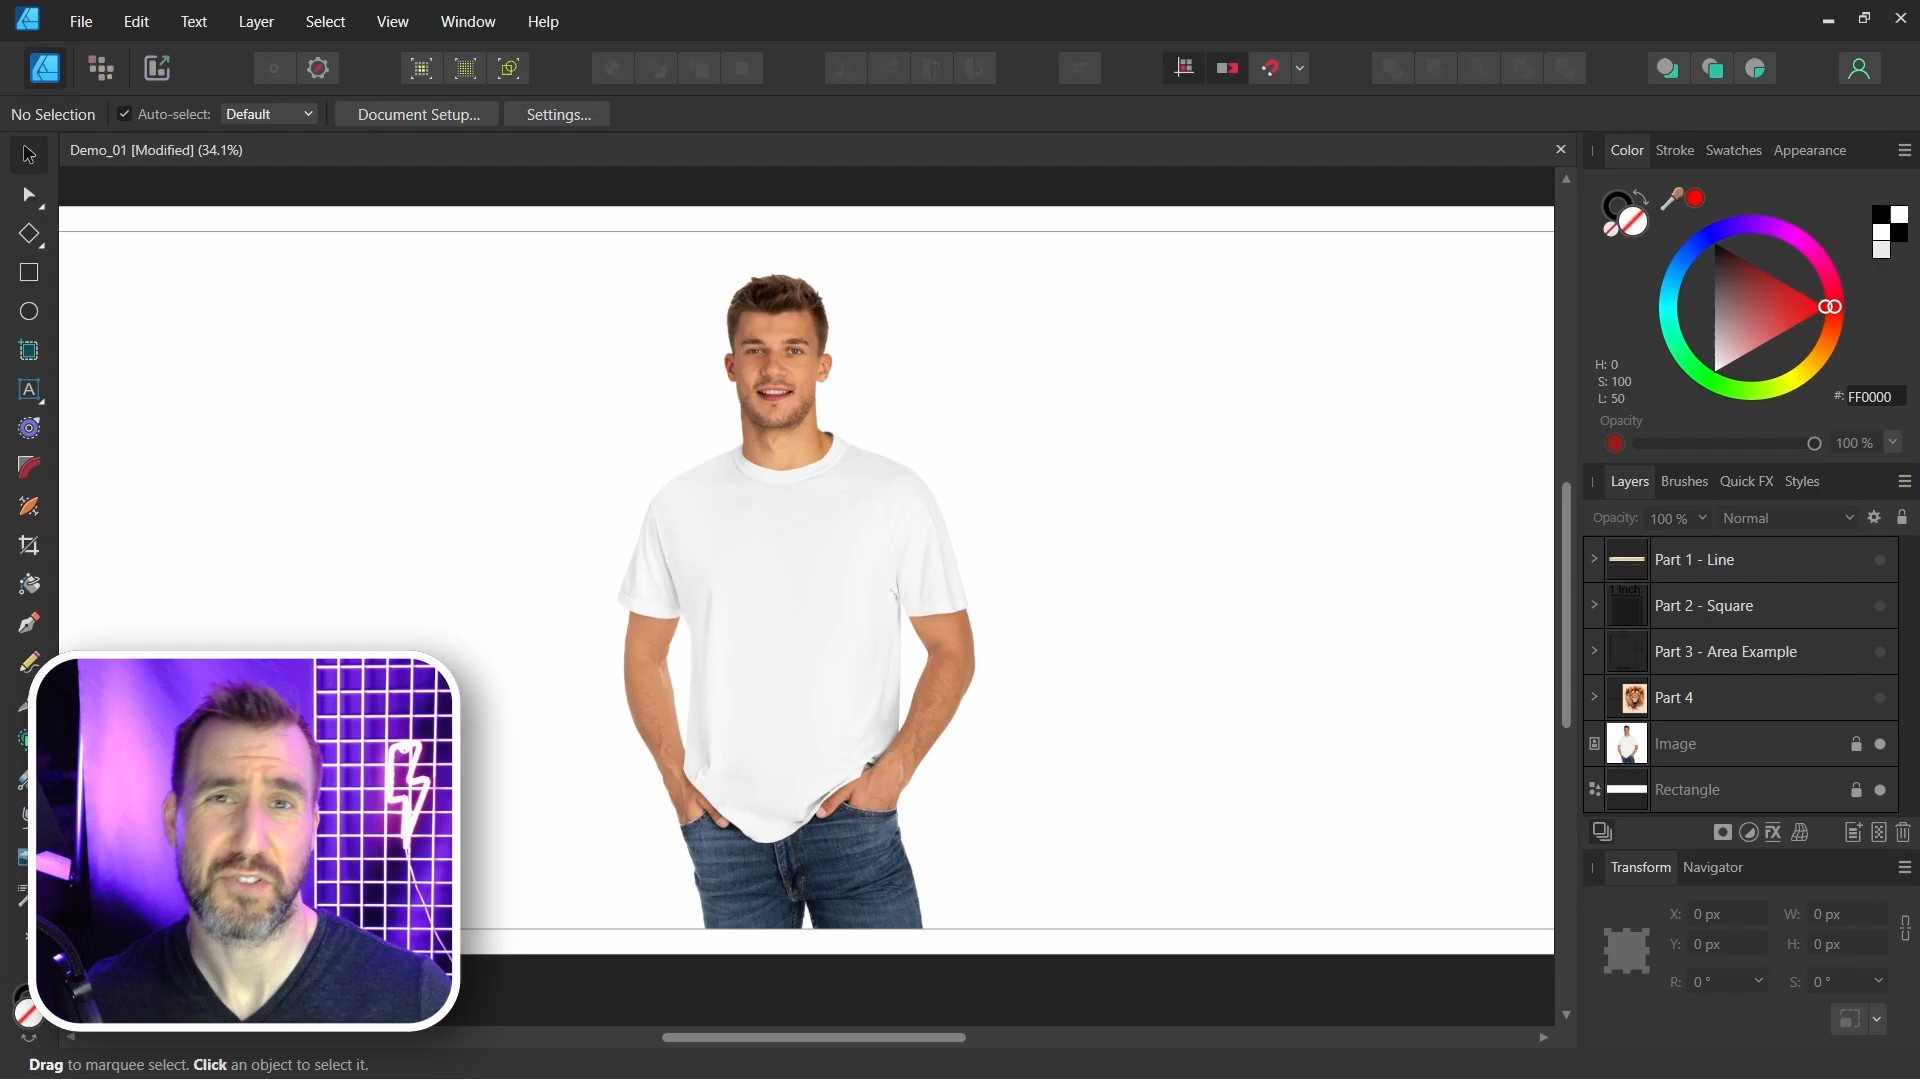 File Edit Text Layer Select View Window Help
No Selection Auto-select: Default Document Setup... Settings...
Demo_01 [Modified] (34.1%)
Color Stroke Swatches Appearance
H: 0
S: 100
L: 50
#: FF0000
Opacity
100 %
Layers Brushes Quick FX Styles
Opacity: 100 % Normal
Part 1 - Line
1 Inch
Part 2 - Square
Part 3 - Area Example
Part 4
Image
Rectangle
FX
Transform Navigator
X: 0 px W: 0 px
Y: 0 px H: 0 px
R: 0 ° S: 0 °
A
Drag to marquee select. Click an object to select it.